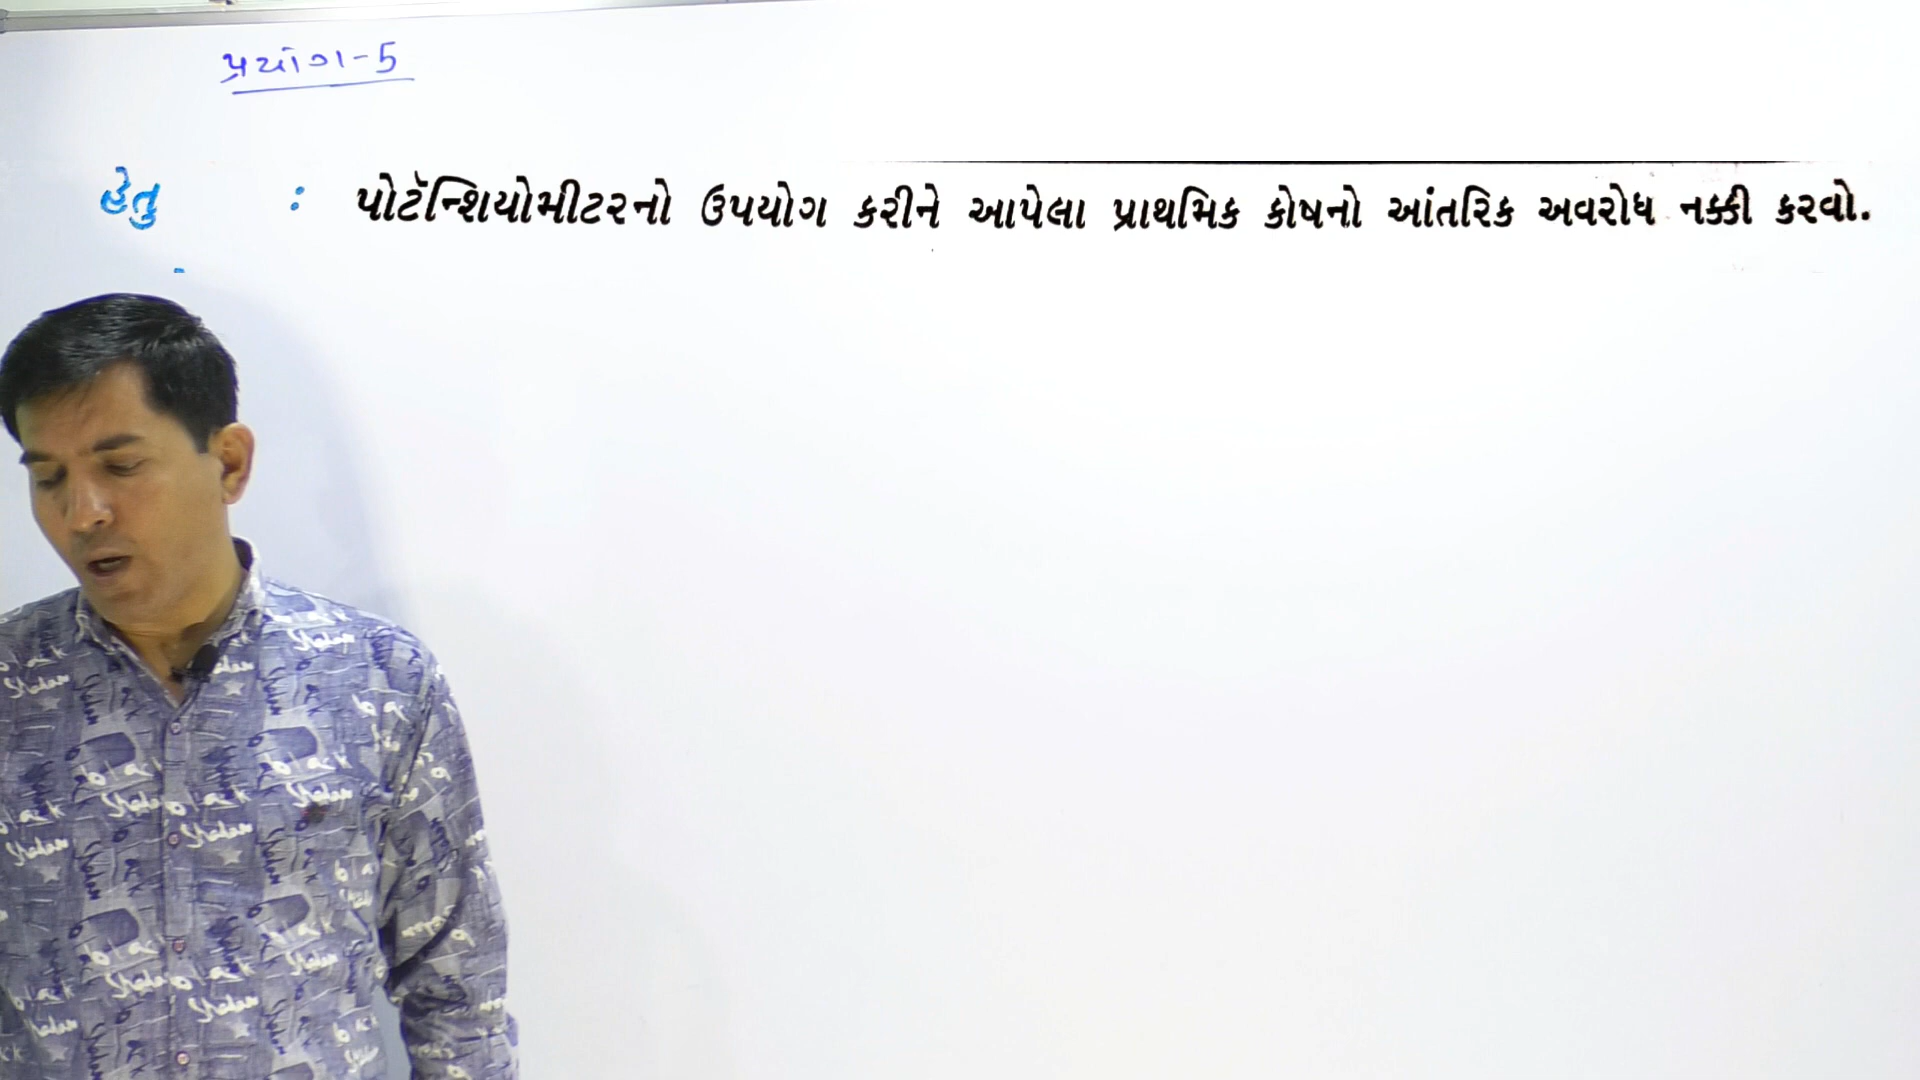 પ્રયોગ-5
હેતુ : પોટેન્શિયોમીટરનો ઉપયોગ કરીને આપેલા પ્રાથમિક કોષનો આંતરિક અવરોધ નક્કી કરવો.